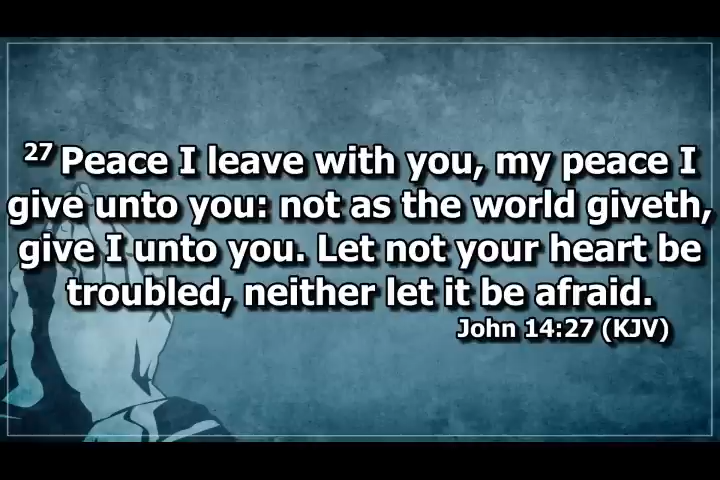 27 Peace I leave with you, my peace I
give unto you: not as the world giveth,
give I unto you. Let not your heart be
troubled, neither let it be afraid.
John 14:27 (KJV)